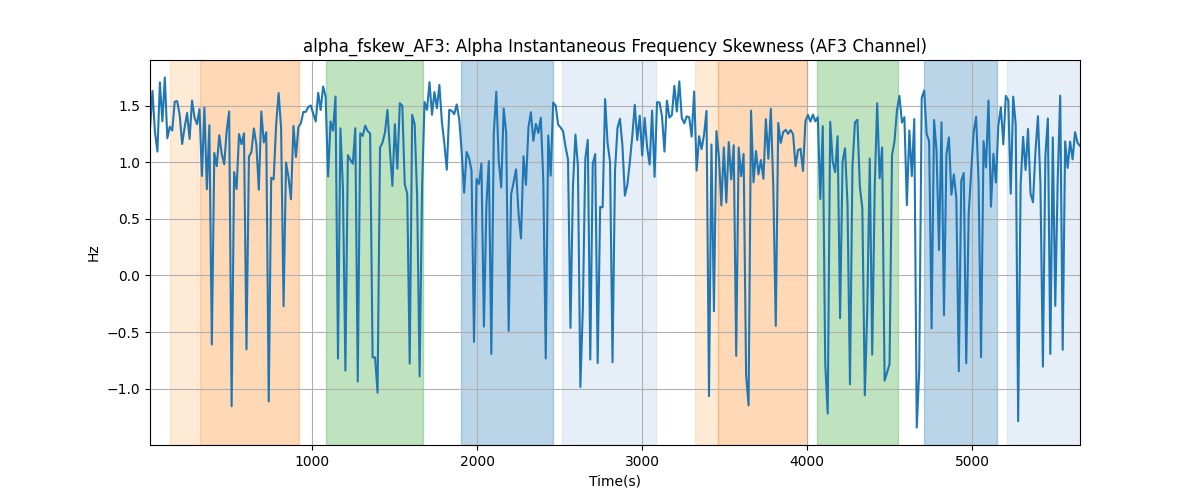 alpha_fskew_AF3: Alpha Instantaneous Frequency Skewness (AF3 Channel)
Hz
1.5
1.0
0.5
0.0
−0.5
−1.0
1000 2000 3000 4000 5000
Time(s)